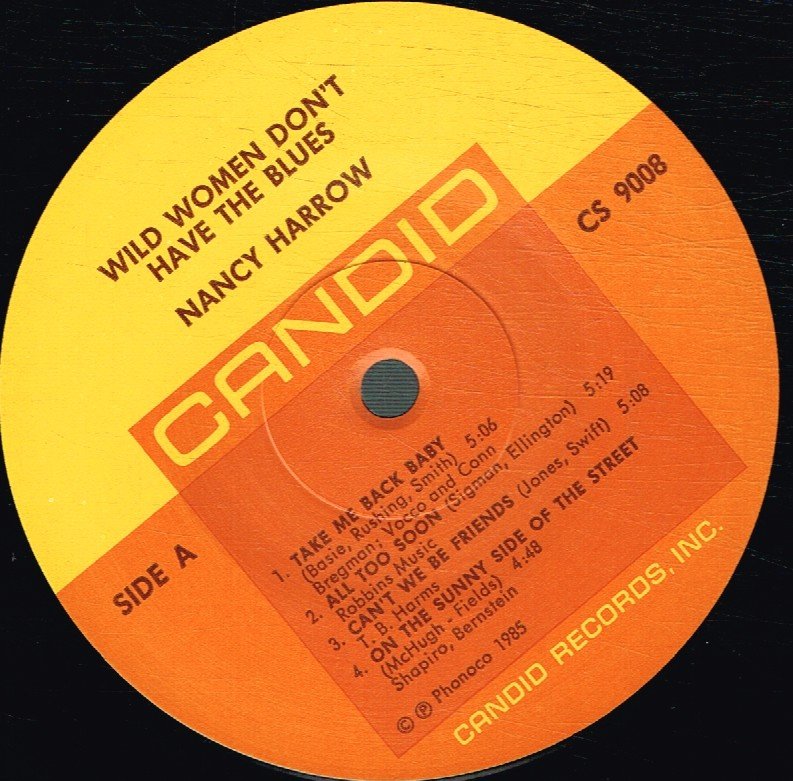 WILD WOMEN DON'T
HAVE THE BLUES
NANCY HARROW
CANDID
CS 9008
SIDE A
1. TAKE ME BACK BABY
(Basie, Rushing, Smith) 5:06
Bregman, Vocco and Conn
2. ALL TOO SOON (Sigman, Ellington) 5:19
Robbins Music
3. CAN'T WE BE FRIENDS (Jones, Swift) 5:08
T. B. Harms
4. ON THE SUNNY SIDE OF THE STREET
(McHugh - Fields) 4:48
Shapiro, Bernstein
© ℗ Phonoco 1985
CANDID RECORDS, INC.